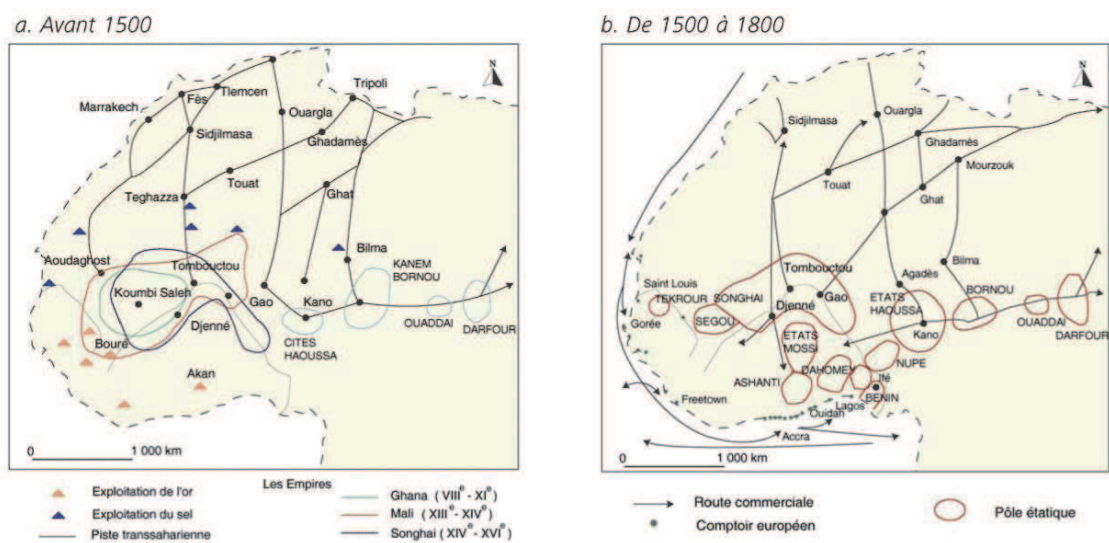 a. Avant 1500
N
Tripoli
Tlemcen
Fès
Marrakech
Ouargla
Sidjilmasa
Ghadamès
Touat
Teghazza
Ghat
Aoudaghost
Bilma
Tombouctou
KANEM
BORNOU
Koumbi Saleh
Gao
Kano
Djenné
OUADDAI
DARFOUR
Bouré
CITES
HAOUSSA
Akan
0 1 000 km
Exploitation de l'or
Exploitation du sel
Piste transsaharienne
Les Empires
Ghana ( VIIIe - XIe )
Mali ( XIIIe - XIVe )
Songhai ( XIVe - XVIe )
b. De 1500 à 1800
N
Sidjilmasa
Ouargla
Ghadamès
Mourzouk
Touat
Ghat
Bilma
Tombouctou
Agadès
Saint Louis
TEKROUR
SONGHAI
Gao
ETATS
HAOUSSA
BORNOU
Gorée
SEGOU
Djenné
Kano
OUADDAI
DARFOUR
ETATS
MOSSI
NUPE
DAHOMEY
ASHANTI
Ifé
BENIN
Freetown
Lagos
Ouidah
Accra
0 1 000 km
Route commerciale
Comptoir européen
Pôle étatique